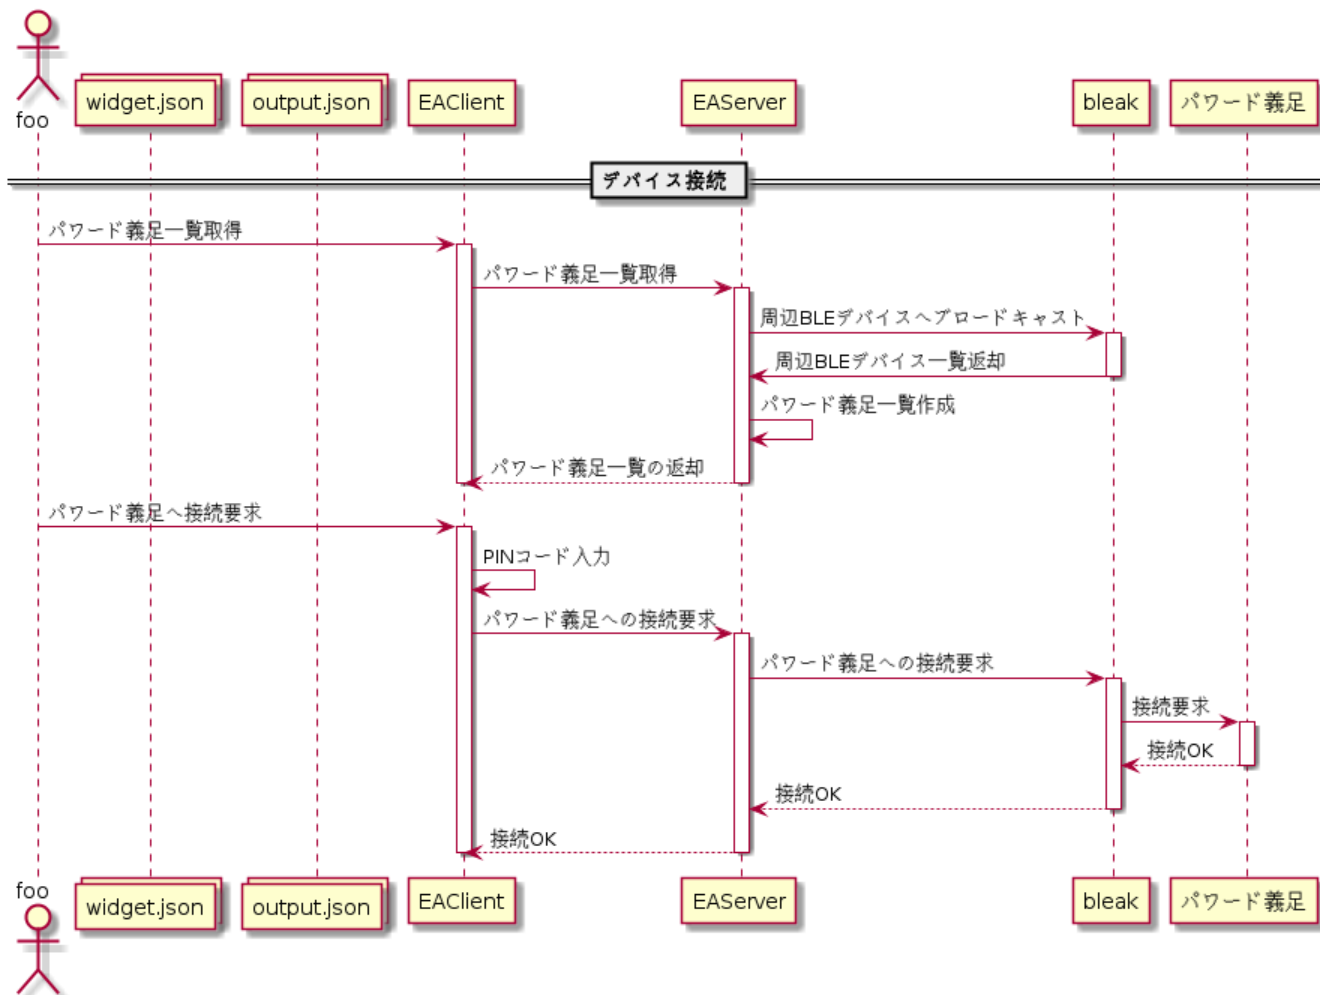 foo
widget.json
output.json
EAClient
EAServer
bleak
パワード義足
デバイス接続
パワード義足一覧取得
パワード義足一覧取得
周辺BLEデバイスへブロードキャスト
周辺BLEデバイス一覧返却
パワード義足一覧作成
パワード義足一覧の返却
パワード義足へ接続要求
PINコード入力
パワード義足への接続要求
パワード義足への接続要求
接続要求
接続OK
接続OK
接続OK
foo
widget.json
output.json
EAClient
EAServer
bleak
パワード義足